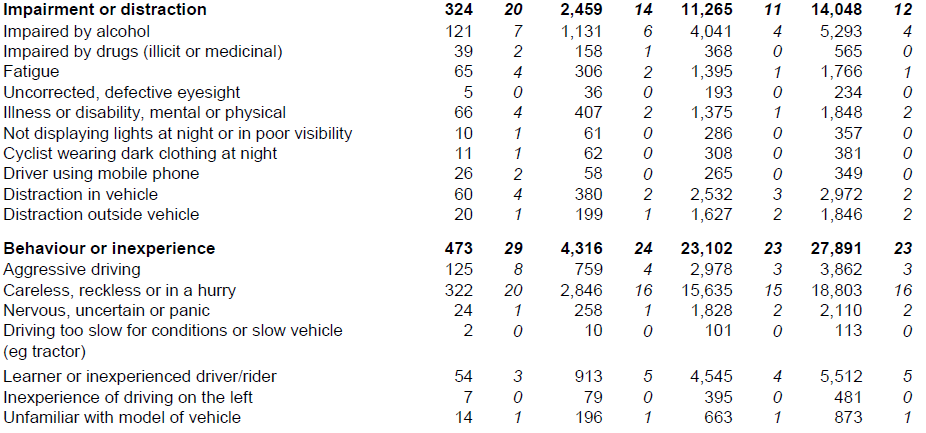 Impairment or distraction 324 20 2,459 14 11,265 11 14,048 12
Impaired by alcohol 121 7 1,131 6 4,041 4 5,293 4
Impaired by drugs (illicit or medicinal) 39 2 158 1 368 0 565 0
Fatigue 65 4 306 2 1,395 1 1,766 1
Uncorrected, defective eyesight 5 0 36 0 193 0 234 0
Illness or disability, mental or physical 66 4 407 2 1,375 1 1,848 2
Not displaying lights at night or in poor visibility 10 1 61 0 286 0 357 0
Cyclist wearing dark clothing at night 11 1 62 0 308 0 381 0
Driver using mobile phone 26 2 58 0 265 0 349 0
Distraction in vehicle 60 4 380 2 2,532 3 2,972 2
Distraction outside vehicle 20 1 199 1 1,627 2 1,846 2
Behaviour or inexperience 473 29 4,316 24 23,102 23 27,891 23
Aggressive driving 125 8 759 4 2,978 3 3,862 3
Careless, reckless or in a hurry 322 20 2,846 16 15,635 15 18,803 16
Nervous, uncertain or panic 24 1 258 1 1,828 2 2,110 2
Driving too slow for conditions or slow vehicle 2 0 10 0 101 0 113 0
(eg tractor)
Learner or inexperienced driver/rider 54 3 913 5 4,545 4 5,512 5
Inexperience of driving on the left 7 0 79 0 395 0 481 0
Unfamiliar with model of vehicle 14 1 196 1 663 1 873 1